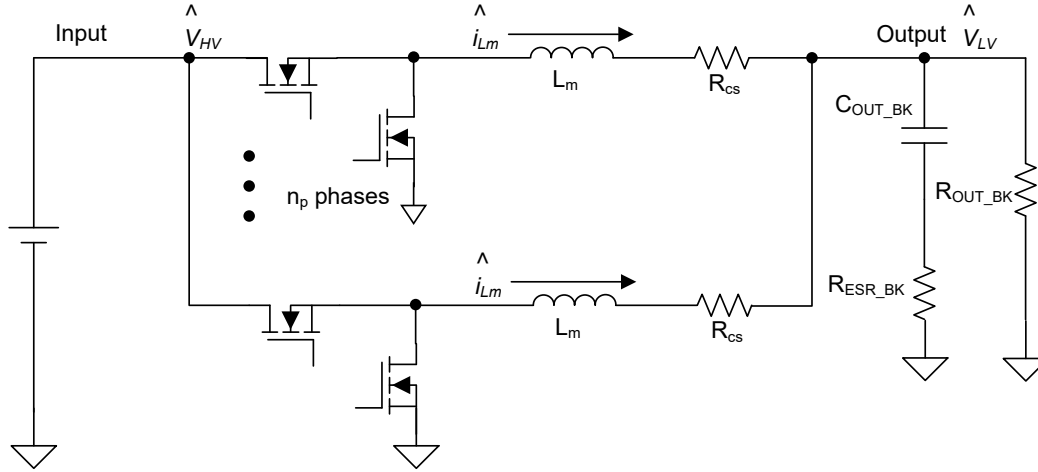 Input
^
V_HV
^
i_Lm
Output
^
V_LV
L_m
R_cs
C_OUT_BK
n_p phases
R_OUT_BK
^
i_Lm
R_ESR_BK
L_m
R_cs